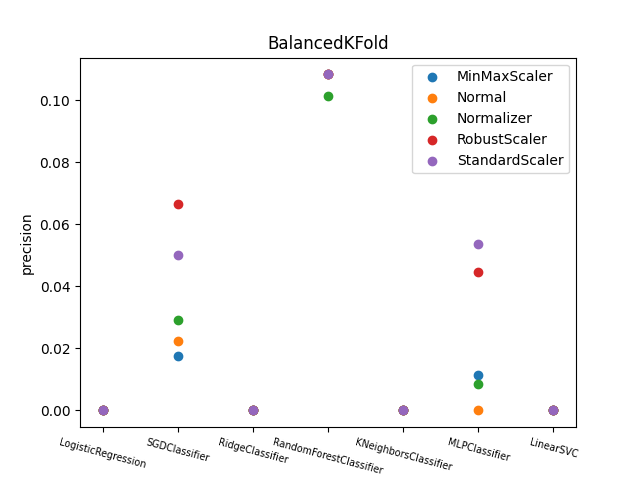 BalancedKFold
MinMaxScaler
Normal
Normalizer
RobustScaler
StandardScaler
precision
0.10
0.08
0.06
0.04
0.02
0.00
LogisticRegression
SGDClassifier
RidgeClassifier
RandomForestClassifier
KNeighborsClassifier
MLPClassifier
LinearSVC